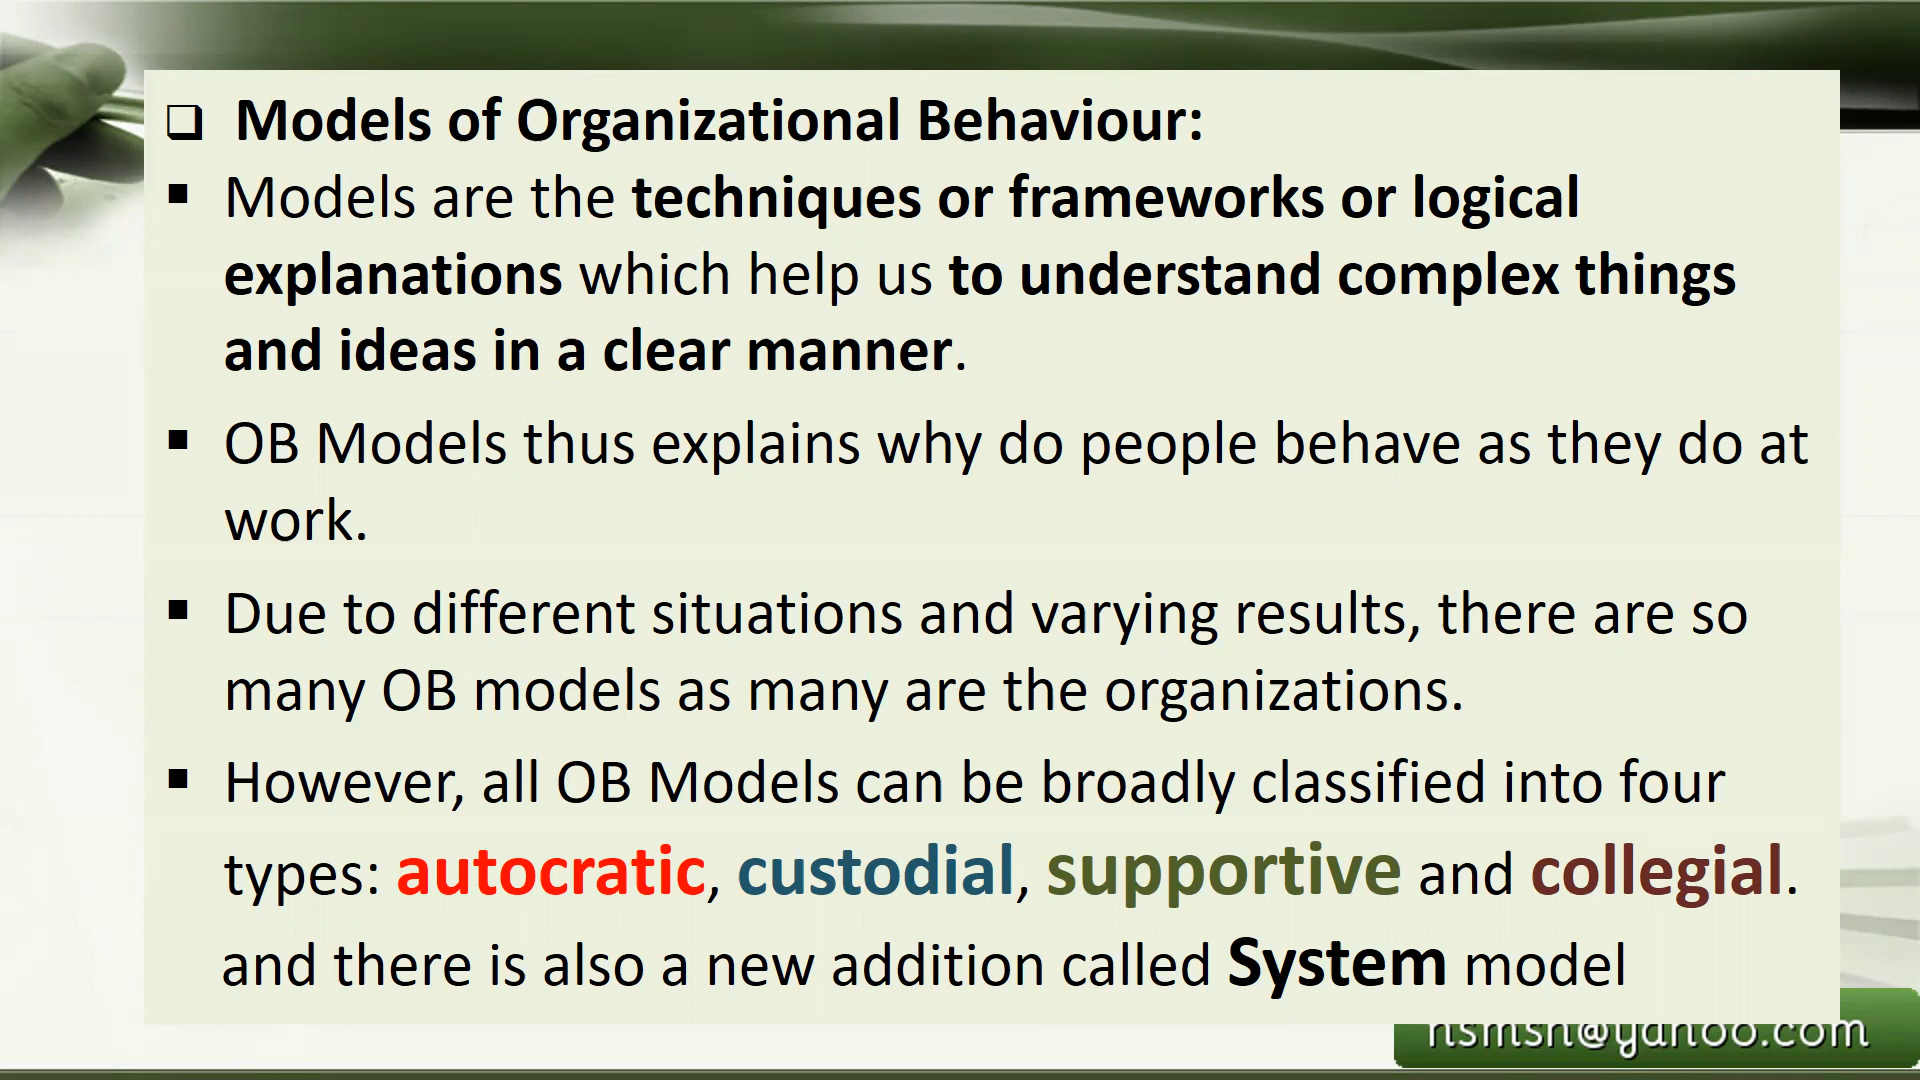 ❑ Models of Organizational Behaviour:
▪ Models are the techniques or frameworks or logical
explanations which help us to understand complex things
and ideas in a clear manner.
▪ OB Models thus explains why do people behave as they do at
work.
▪ Due to different situations and varying results, there are so
many OB models as many are the organizations.
▪ However, all OB Models can be broadly classified into four
types: autocratic, custodial, supportive and collegial.
and there is also a new addition called System model
nsmsn@yahoo.com